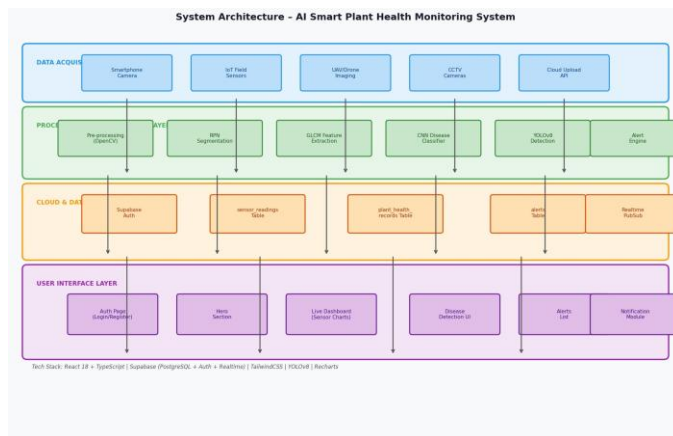 System Architecture – AI Smart Plant Health Monitoring System
DATA ACQUIS
Smartphone
Camera
IoT Field
Sensors
UAV/Drone
Imaging
CCTV
Cameras
Cloud Upload
API
PROC
AYE
Pre-processing
(OpenCV)
RPN
Segmentation
GLCM Feature
Extraction
CNN Disease
Classifier
YOLOv8
Detection
Alert
Engine
CLOUD & DA
Supabase
Auth
sensor_readings
Table
plant_health_
records Table
alerts
Table
Realtime
PubSub
USER INTERFACE LAYER
Auth Page
(Login/Register)
Hero
Section
Live Dashboard
(Sensor Charts)
Disease
Detection UI
Alerts
List
Notification
Module
Tech Stack: React 18 + TypeScript | Supabase (PostgreSQL + Auth + Realtime) | TailwindCSS | YOLOv8 | Recharts